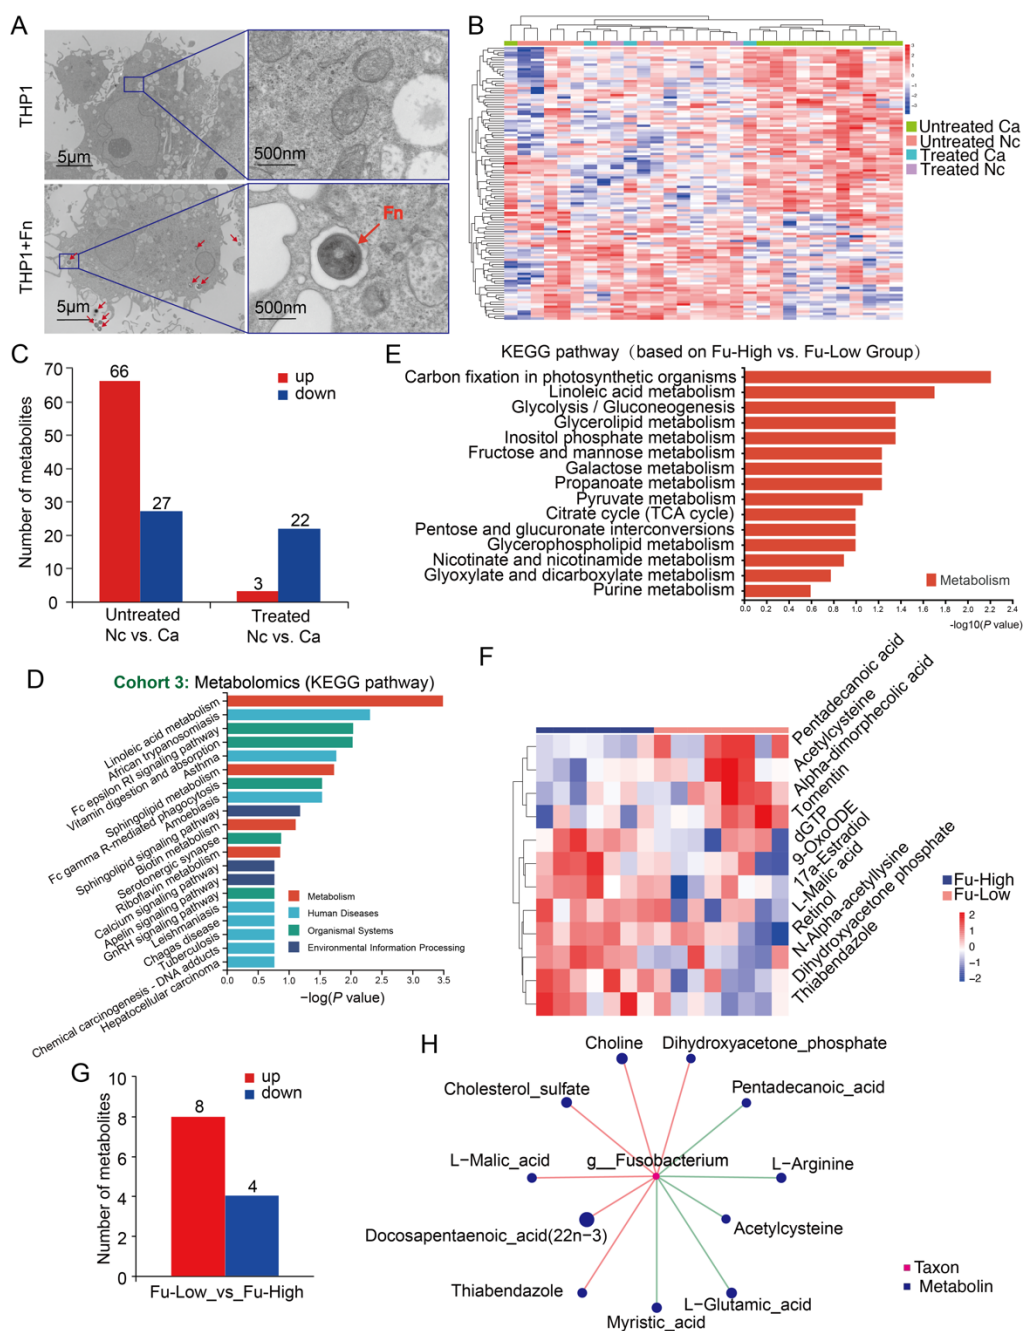 A
THP1
5μm
500nm
THP1+Fn
5μm
Fn
500nm
B
3
2
1
0
−1
−2
−3
Untreated Ca
Untreated Nc
Treated Ca
Treated Nc
C
Number of metabolites
70
60
50
40
30
20
10
0
66
27
3
22
up
down
Untreated
Nc vs. Ca
Treated
Nc vs. Ca
E
KEGG pathway（based on Fu-High vs. Fu-Low Group）
Carbon fixation in photosynthetic organisms
Linoleic acid metabolism
Glycolysis / Gluconeogenesis
Glycerolipid metabolism
Inositol phosphate metabolism
Fructose and mannose metabolism
Galactose metabolism
Propanoate metabolism
Pyruvate metabolism
Citrate cycle (TCA cycle)
Pentose and glucuronate interconversions
Glycerophospholipid metabolism
Nicotinate and nicotinamide metabolism
Glyoxylate and dicarboxylate metabolism
Purine metabolism
Metabolism
0.0 0.2 0.4 0.6 0.8 1.0 1.2 1.4 1.6 1.8 2.0 2.2 2.4
-log10(P value)
D
Cohort 3: Metabolomics (KEGG pathway)
Linoleic acid metabolism
African trypanosomiasis
Fc epsilon RI signaling pathway
Vitamin digestion and absorption
Asthma
Sphingolipid metabolism
Fc gamma R-mediated phagocytosis
Amoebiasis
Sphingolipid signaling pathway
Biotin metabolism
Serotonergic synapse
Riboflavin metabolism
Calcium signaling pathway
Apelin signaling pathway
GnRH signaling pathway
Leishmaniasis
Chagas disease
Tuberculosis
Chemical carcinogenesis - DNA adducts
Hepatocellular carcinoma
Metabolism
Human Diseases
Organismal Systems
Environmental Information Processing
0.0 0.5 1.0 1.5 2.0 2.5 3.0 3.5
−log(P value)
F
Pentadecanoic acid
Acetylcysteine
Alpha-dimorphecolic acid
Tomentin
dGTP
9-OxoODE
17a-Estradiol
L-Malic acid
Retinol
N-Alpha-acetyllysine
Dihydroxyacetone phosphate
Thiabendazole
Fu-High
Fu-Low
2
1
0
−1
−2
G
Number of metabolites
10
8
6
4
2
0
8
4
up
down
Fu-Low_vs_Fu-High
H
Choline
Dihydroxyacetone_phosphate
Cholesterol_sulfate
Pentadecanoic_acid
L−Malic_acid
g__Fusobacterium
L−Arginine
Docosapentaenoic_acid(22n−3)
Acetylcysteine
Thiabendazole
Myristic_acid
L−Glutamic_acid
Taxon
Metabolin